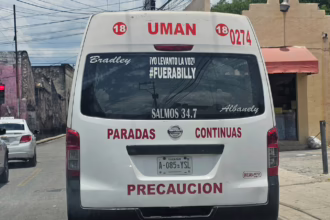 18 UMAN 18
0274
¡YO LEVANTO LA VOZ!
Bradley #FUERABILLY
SALMOS 34.7 Albanely
PARADAS CONTINUAS
PRECAUCION